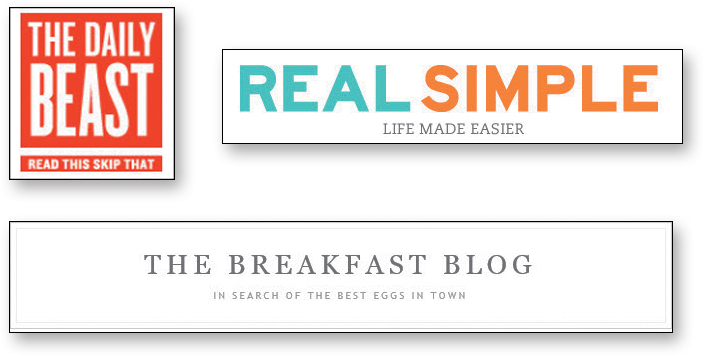 THE DAILY
BEAST
READ THIS SKIP THAT
REAL SIMPLE
LIFE MADE EASIER
THE BREAKFAST BLOG
IN SEARCH OF THE BEST EGGS IN TOWN